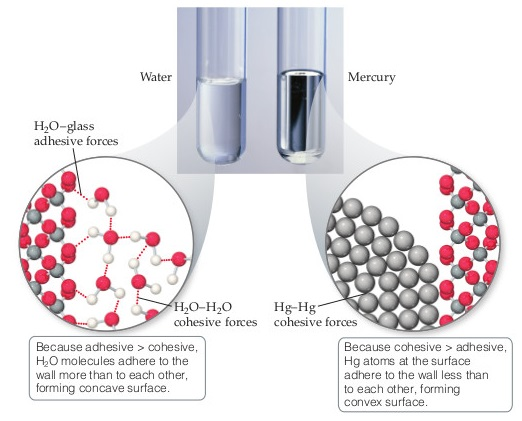 Water
Mercury
H₂O–glass
adhesive forces
H₂O–H₂O
cohesive forces
Hg–Hg
cohesive forces
Because adhesive > cohesive,
H₂O molecules adhere to the
wall more than to each other,
forming concave surface.
Because cohesive > adhesive,
Hg atoms at the surface
adhere to the wall less than
to each other, forming
convex surface.